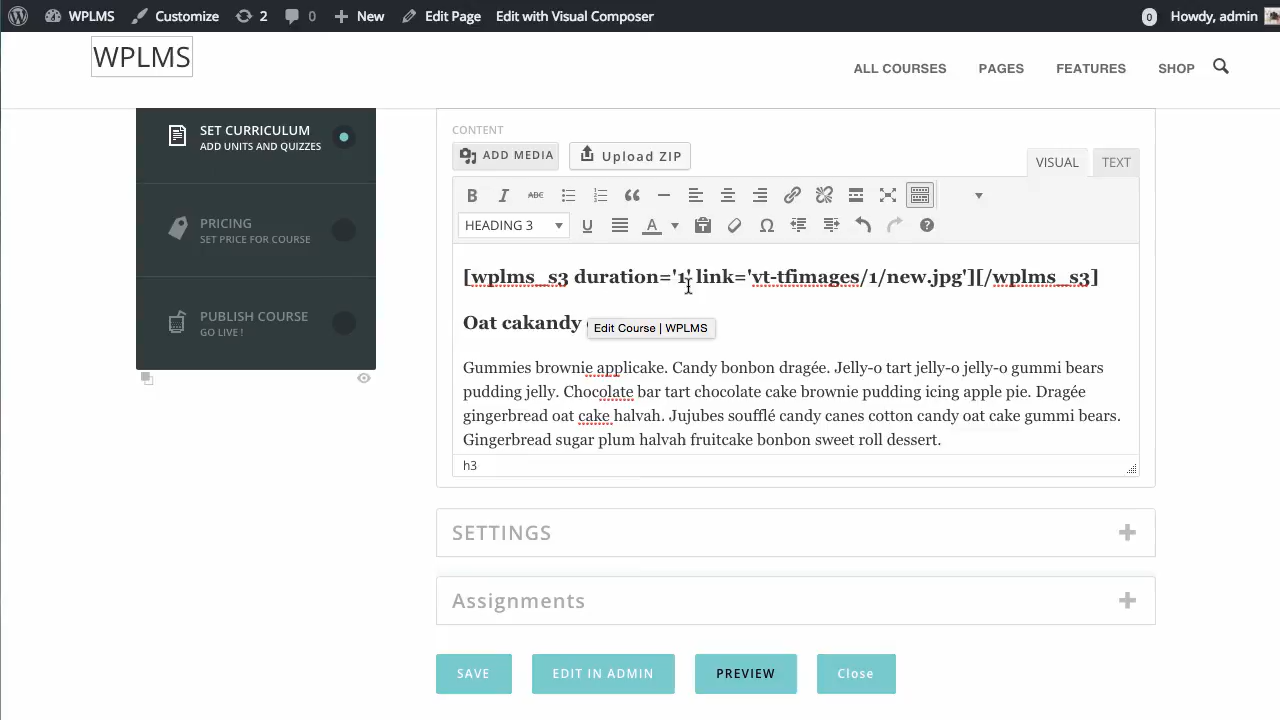 WPLMS Customize 2 0 New Edit Page Edit with Visual Composer 0 Howdy, admin
WPLMS
ALL COURSES PAGES FEATURES SHOP
SET CURRICULUM
ADD UNITS AND QUIZZES
PRICING
SET PRICE FOR COURSE
PUBLISH COURSE
GO LIVE !
CONTENT
ADD MEDIA Upload ZIP
VISUAL TEXT
B I ABC
HEADING 3 U A Ω ?
[wplms_s3 duration='1' link='vt-tfimages/1/new.jpg'][/wplms_s3]
Oat cakandy
Edit Course | WPLMS
Gummies brownie applicake. Candy bonbon dragée. Jelly-o tart jelly-o jelly-o gummi bears
pudding jelly. Chocolate bar tart chocolate cake brownie pudding icing apple pie. Dragée
gingerbread oat cake halvah. Jujubes soufflé candy canes cotton candy oat cake gummi bears.
Gingerbread sugar plum halvah fruitcake bonbon sweet roll dessert.
h3
SETTINGS
Assignments
SAVE EDIT IN ADMIN PREVIEW Close